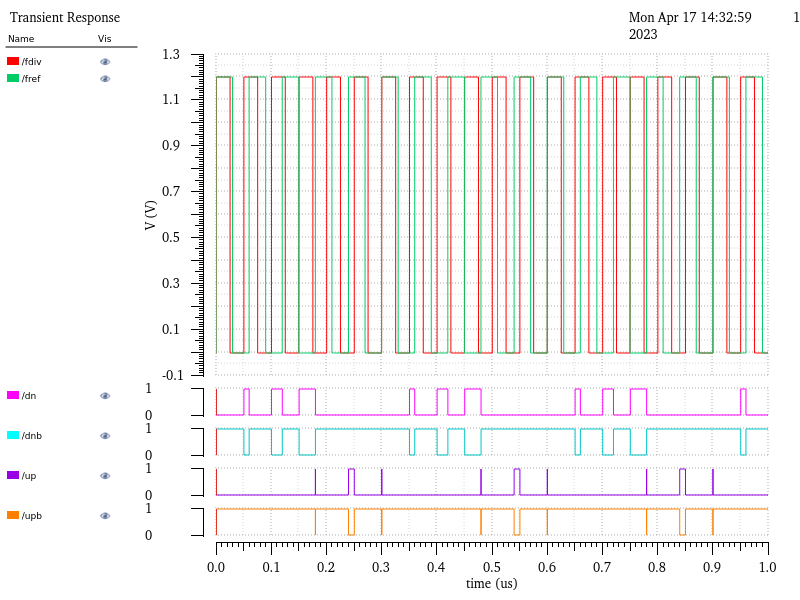 Transient Response
Mon Apr 17 14:32:59 1
2023
Name Vis
/fdiv
/fref
1.3
1.1
0.9
0.7
0.5
0.3
0.1
-0.1
V (V)
/dn
1
0
/dnb
1
0
/up
1
0
/upb
1
0
0.0 0.1 0.2 0.3 0.4 0.5 0.6 0.7 0.8 0.9 1.0
time (us)